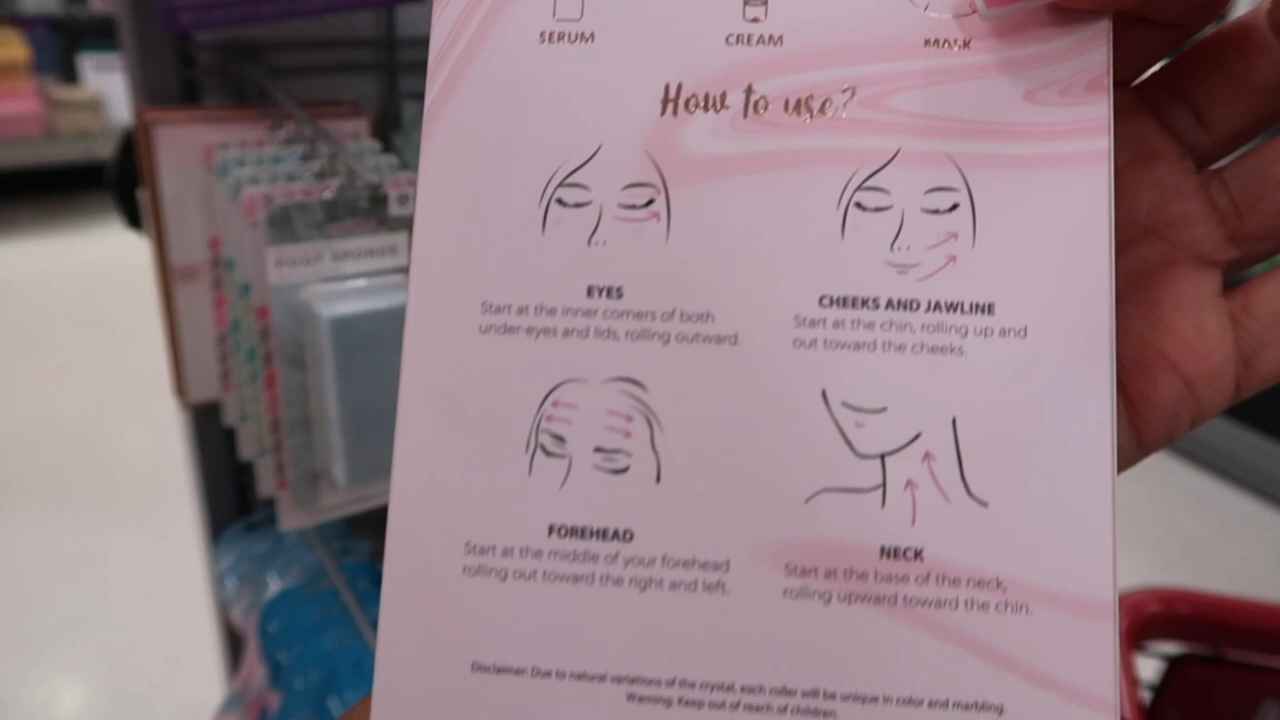 SERUM
CREAM
MASK
How to use?
EYES
Start at the inner corners of both
under-eyes and lids, rolling outward.
CHEEKS AND JAWLINE
Start at the chin, rolling up and
out toward the cheeks.
FOREHEAD
Start at the middle of your forehead
rolling out toward the right and left.
NECK
Start at the base of the neck,
rolling upward toward the chin.
Disclaimer: Due to natural variations of the crystal, each roller will be unique in color and marbling.
Warning: Keep out of reach of children.
FOOT SPONGE